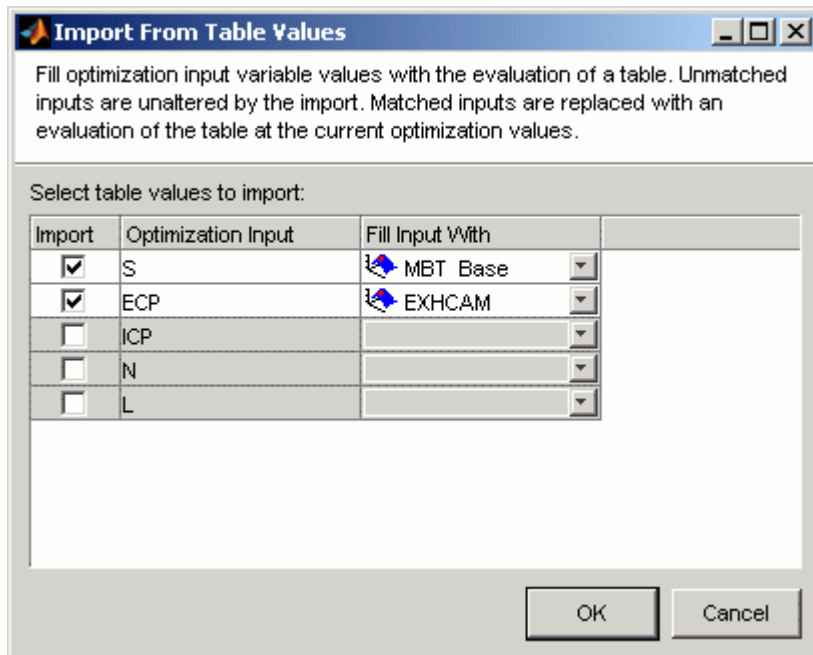 Import From Table Values
Fill optimization input variable values with the evaluation of a table. Unmatched
inputs are unaltered by the import. Matched inputs are replaced with an
evaluation of the table at the current optimization values.
Select table values to import:
Import Optimization Input Fill Input With
S MBT Base
ECP EXHCAM
ICP
N
L
OK Cancel